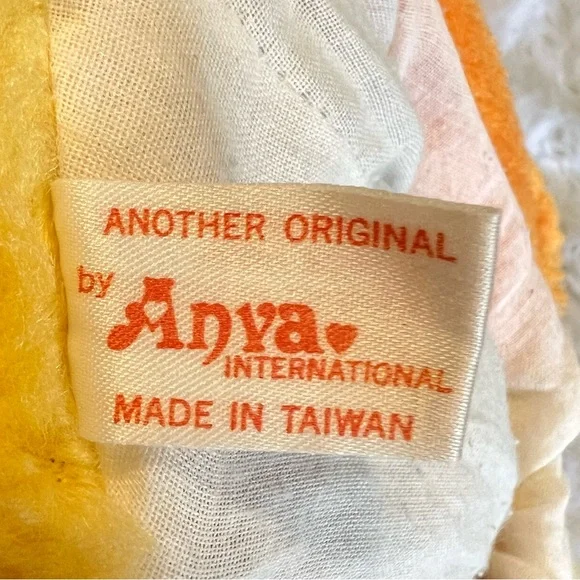 ANOTHER ORIGINAL
by Anya
INTERNATIONAL
MADE IN TAIWAN